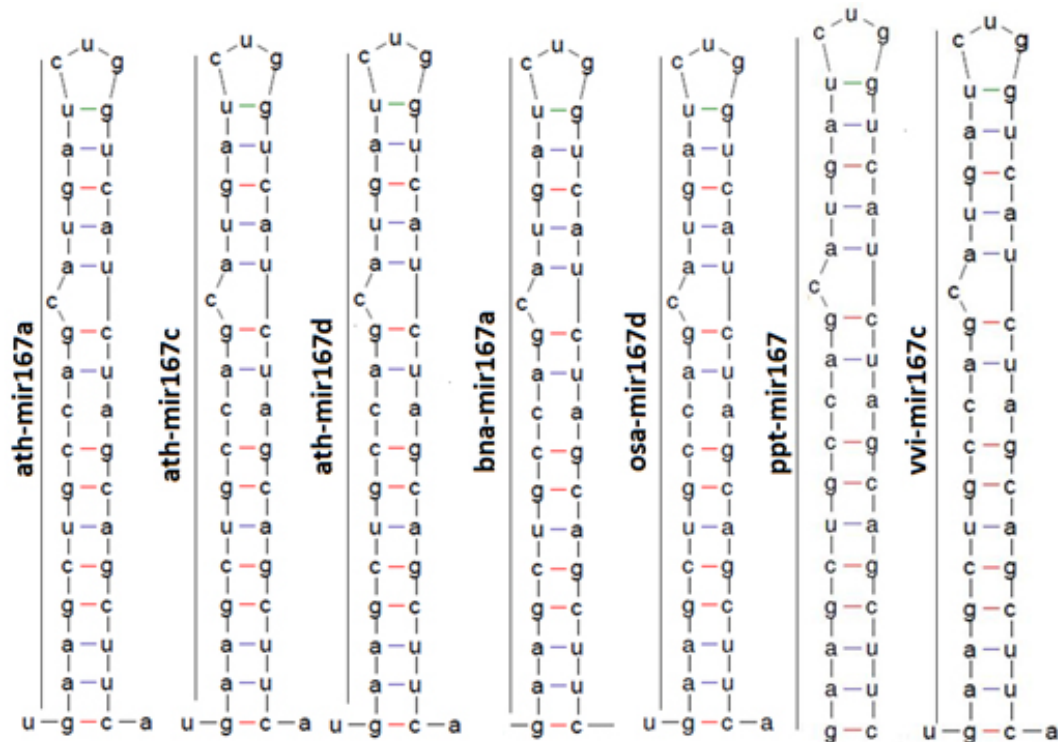 ath-mir167a
u
c g
u g
a u
g c
u a
a u
c
g c
a u
c a
c g
g c
u a
c g
g c
a u
a u
u g c a
ath-mir167c
u
c g
u g
a u
g c
u a
a u
c
g c
a u
c a
c g
g c
u a
c g
g c
a u
a u
u g c a
ath-mir167d
u
c g
u g
a u
g c
u a
a u
c
g c
a u
c a
c g
g c
u a
c g
g c
a u
a u
u g c a
bna-mir167a
u
c g
u g
a u
g c
u a
a u
c
g c
a u
c a
c g
g c
u a
c g
g c
a u
a u
g c
osa-mir167d
u
c g
u g
a u
g c
u a
a u
c
g c
a u
c a
c g
g c
u a
c g
g c
a u
a u
u g c a
ppt-mir167
u
c g
u g
a u
g c
u a
a u
c
g c
a u
c a
c g
g c
u a
c g
g c
a u
a u
g c
vvi-mir167c
u
c g
u g
a u
g c
u a
a u
c
g c
a u
c a
c g
g c
u a
c g
g c
a u
a u
u g c a